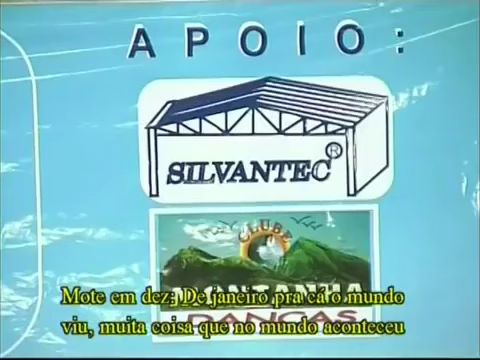 APOIO:
SILVANTEC®
CLUBE
MONTANHA
DANÇAS
Mote em dez: De janeiro pra cá o mundo
viu, muita coisa que no mundo aconteceu